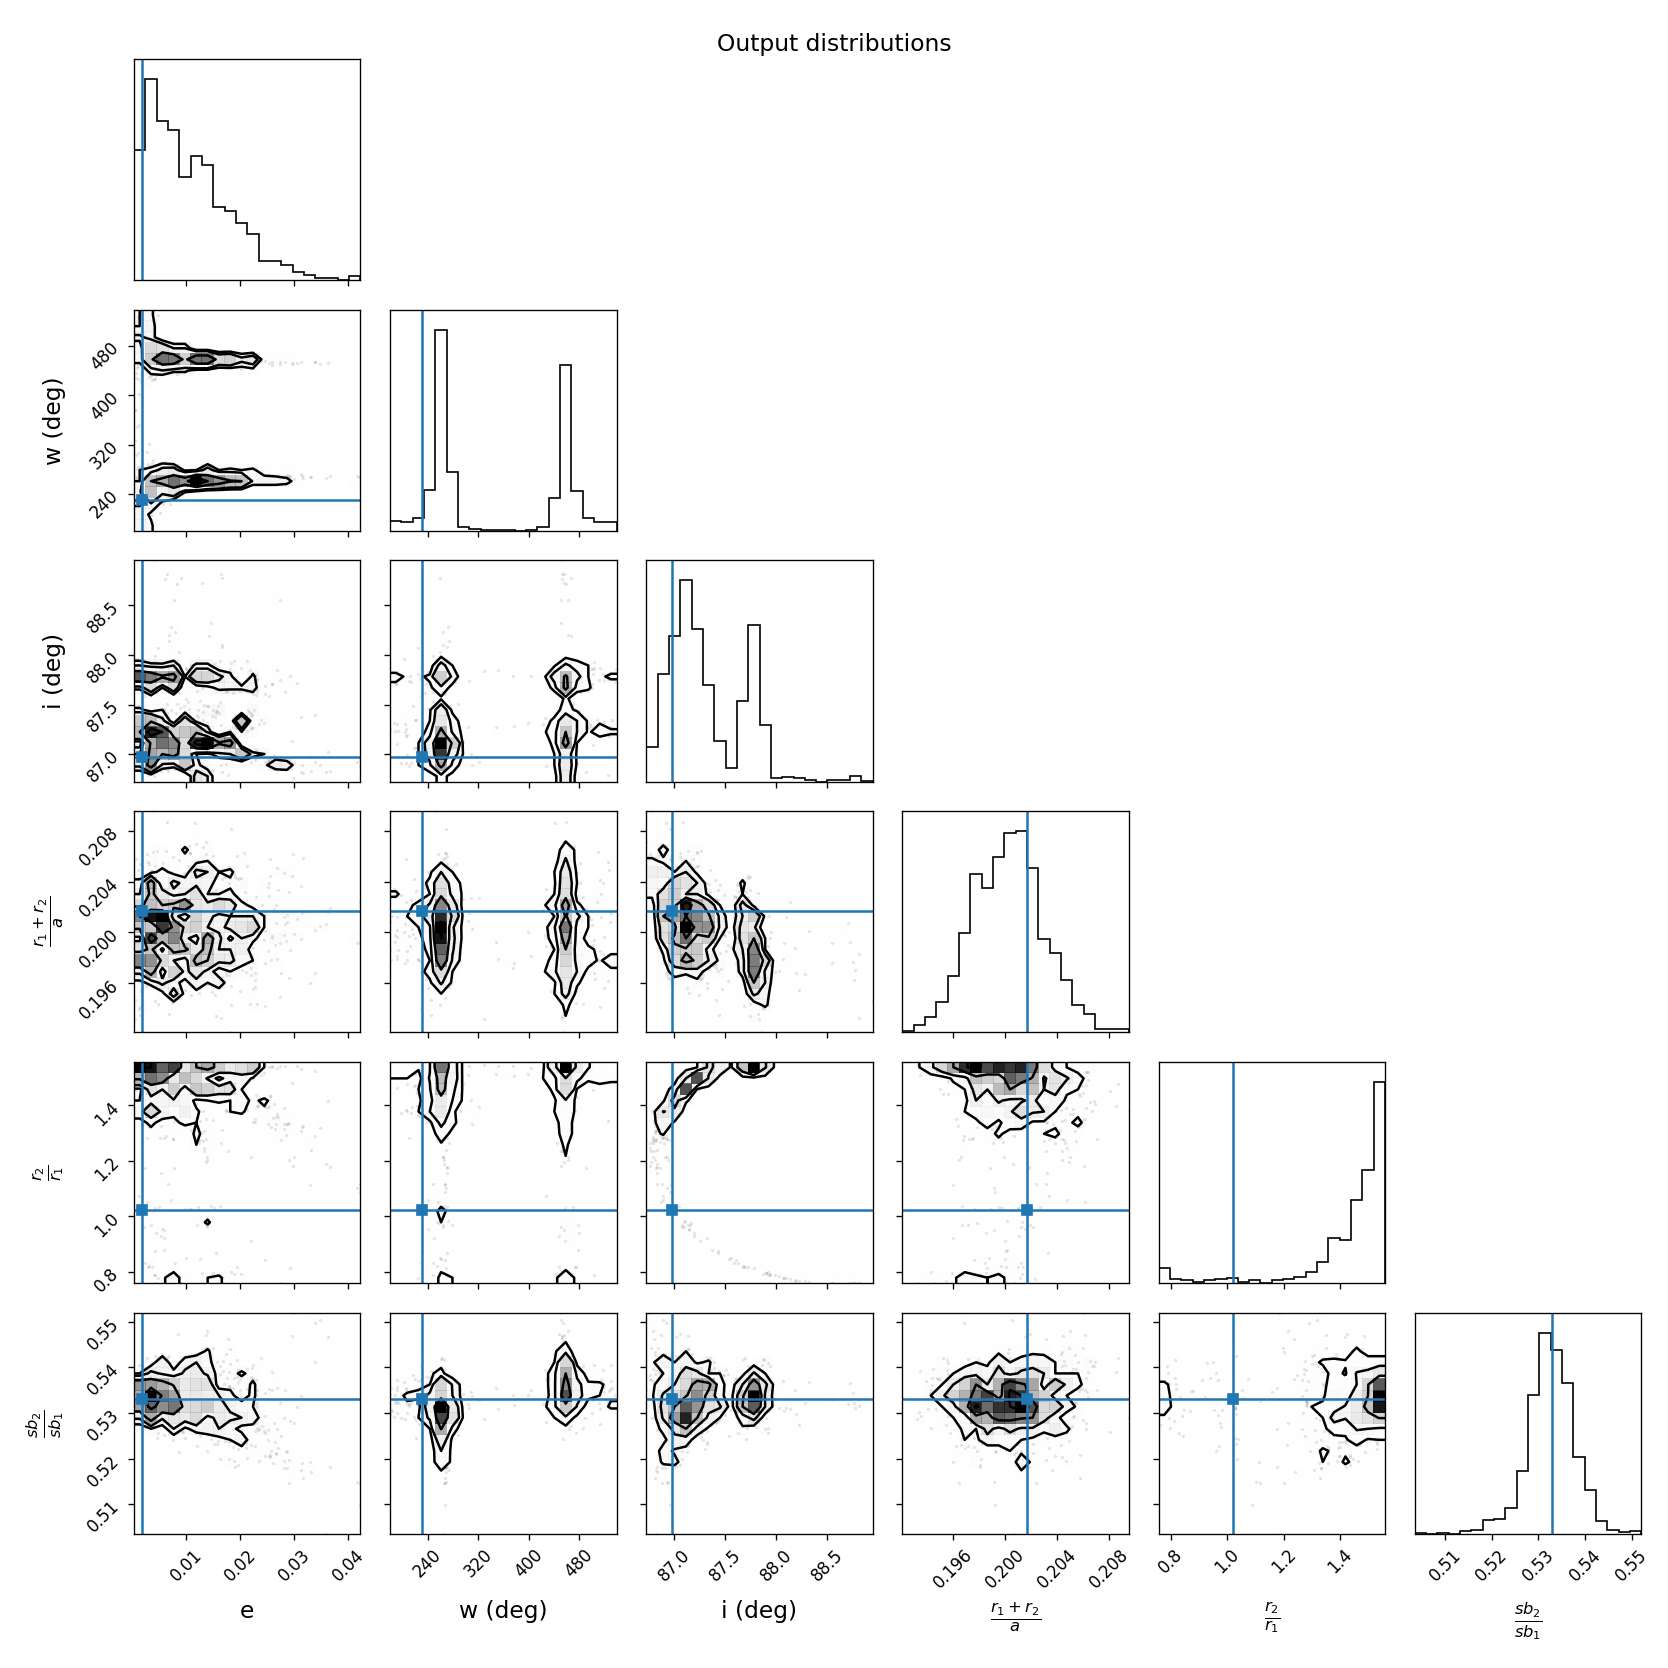 Output distributions
w (deg)
480
400
320
240
i (deg)
88.5
88.0
87.5
87.0
r₁ + r₂
a
0.208
0.204
0.200
0.196
r₂
r₁
1.4
1.2
1.0
0.8
sb₂
sb₁
0.55
0.54
0.53
0.52
0.51
0.01 0.02 0.03 0.04 240 320 400 480 87.0 87.5 88.0 88.5 0.196 0.200 0.204 0.208 0.8 1.0 1.2 1.4 0.51 0.52 0.53 0.54 0.55
e w (deg) i (deg) r₁ + r₂ r₂ sb₂
a r₁ sb₁